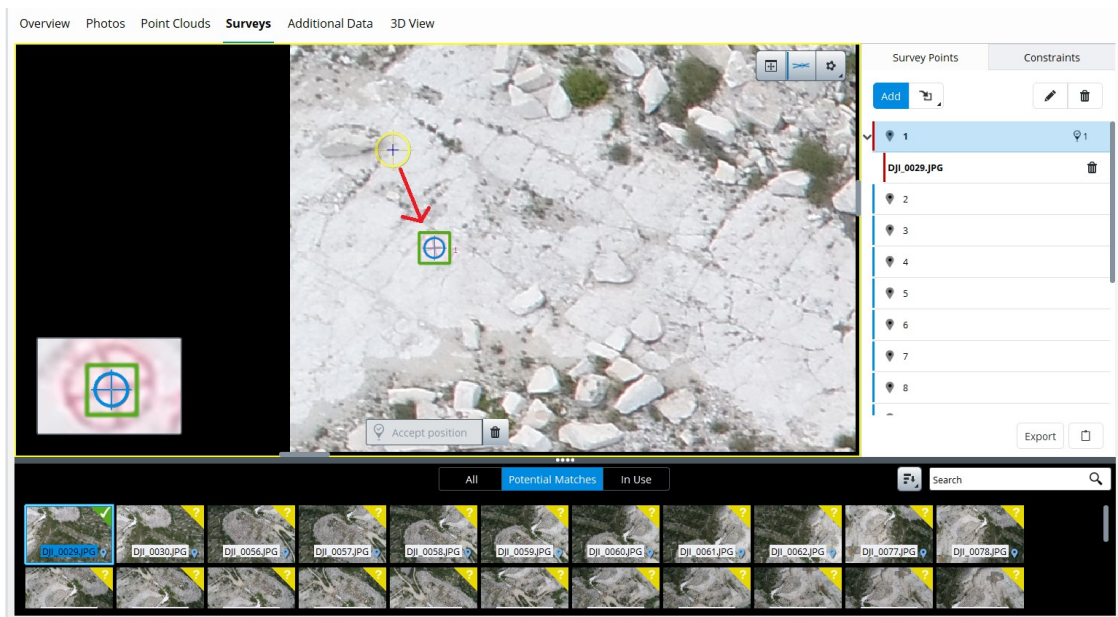 Overview Photos Point Clouds Surveys Additional Data 3D View
Survey Points Constraints
Add
1 1
DJI_0029.JPG
2
3
4
5
6
7
8
1
Accept position
Export
All Potential Matches In Use Search
DJI_0029.JPG DJI_0030.JPG DJI_0056.JPG DJI_0057.JPG DJI_0058.JPG DJI_0059.JPG DJI_0060.JPG DJI_0061.JPG DJI_0062.JPG DJI_0077.JPG DJI_0078.JPG